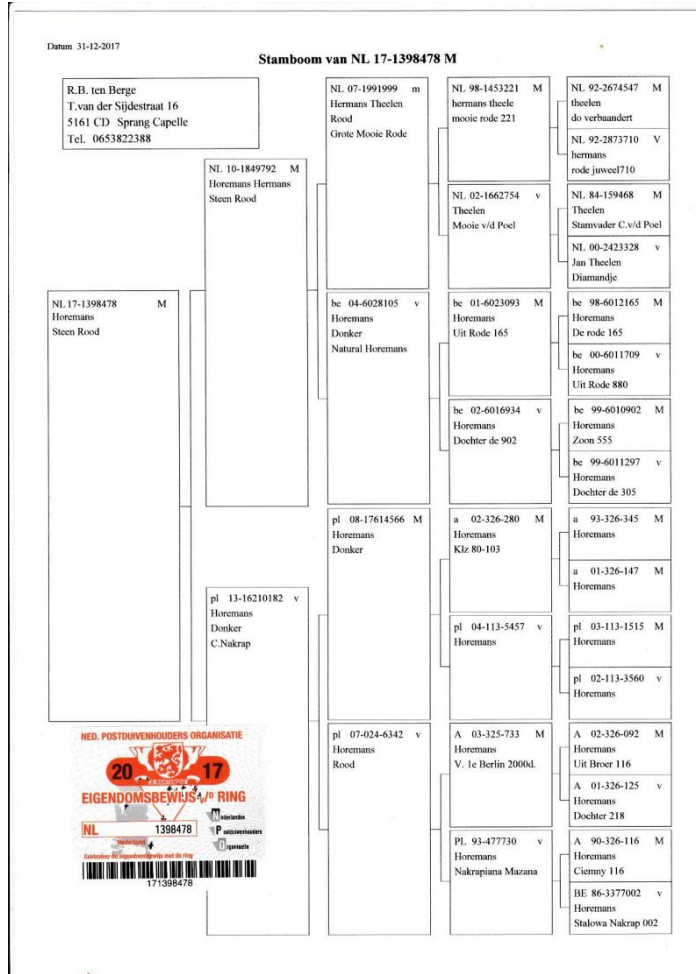 Datum 31-12-2017
Stamboom van NL 17-1398478 M
R.B. ten Berge
T.van der Sijdestraat 16
5161 CD Sprang Capelle
Tel. 0653822388
NL 17-1398478 M
Horemans
Steen Rood
NL 10-1849792 M
Horemans Hermans
Steen Rood
pl 13-16210182 v
Horemans
Donker
C.Nakrap
NL 07-1991999 m
Hermans Theelen
Rood
Grote Mooie Rode
be 04-6028105 v
Horemans
Donker
Natural Horemans
pl 08-17614566 M
Horemans
Donker
pl 07-024-6342 v
Horemans
Rood
NL 98-1453221 M
hermans theele
mooie rode 221
NL 02-1662754 v
Theelen
Mooie v/d Poel
be 01-6023093 M
Horemans
Uit Rode 165
be 02-6016934 v
Horemans
Dochter de 902
a 02-326-280 M
Horemans
Klz 80-103
pl 04-113-5457 v
Horemans
A 03-325-733 M
Horemans
V. 1e Berlin 2000d.
PL 93-477730 v
Horemans
Nakrapiana Mazana
NL 92-2674547 M
theelen
do verbaandert
NL 92-2873710 V
hermans
rode juweel710
NL 84-159468 M
Theelen
Stamvader C.v/d Poel
NL 00-2423328 v
Jan Theelen
Diamandje
be 98-6012165 M
Horemans
De rode 165
be 00-6011709 v
Horemans
Uit Rode 880
be 99-6010902 M
Horemans
Zoon 555
be 99-6011297 v
Horemans
Dochter de 305
a 93-326-345 M
Horemans
a 01-326-147 M
Horemans
pl 03-113-1515 M
Horemans
pl 02-113-3560 v
Horemans
A 02-326-092 M
Horemans
Uit Broer 116
A 01-326-125 v
Horemans
Dochter 218
A 90-326-116 M
Horemans
Ciemny 116
BE 86-3377002 v
Horemans
Stalowa Nakrap 002
NED. POSTDUIVENHOUDERS ORGANISATIE
20 17
EIGENDOMSBEWIJS v/D RING
NL 1398478
Nederland
Nederlandse
Postduivenhouders
Organisatie
Controleer dit eigendomsbewijs met de ring
171398478